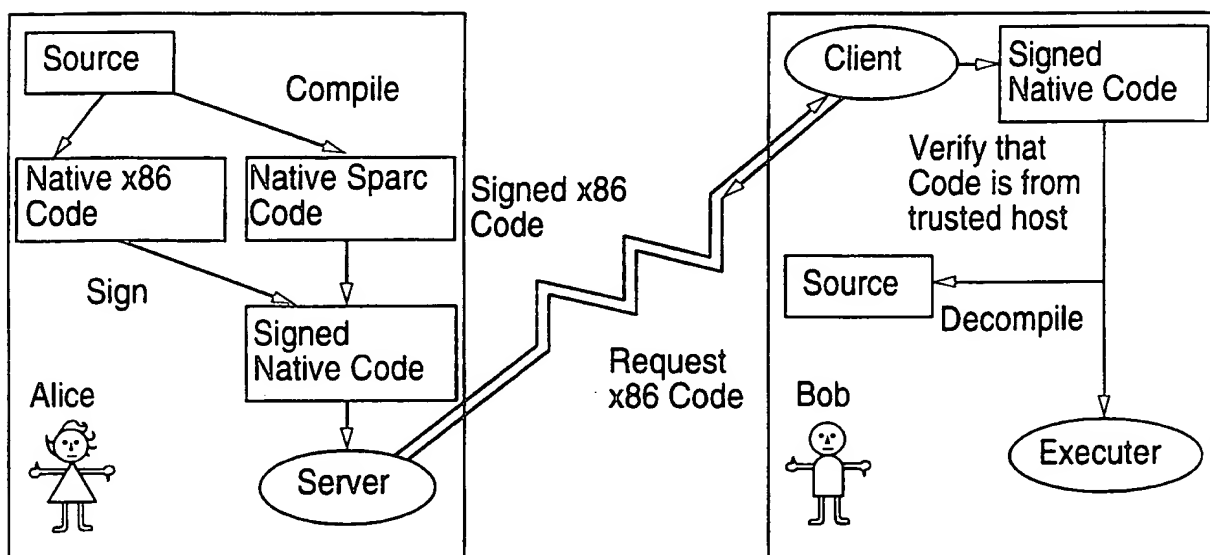 Source
Compile
Native x86
Code
Native Sparc
Code
Sign
Signed
Native Code
Alice
Server
Signed x86
Code
Request
x86 Code
Client
Signed
Native Code
Verify that
Code is from
trusted host
Source
Decompile
Bob
Executer